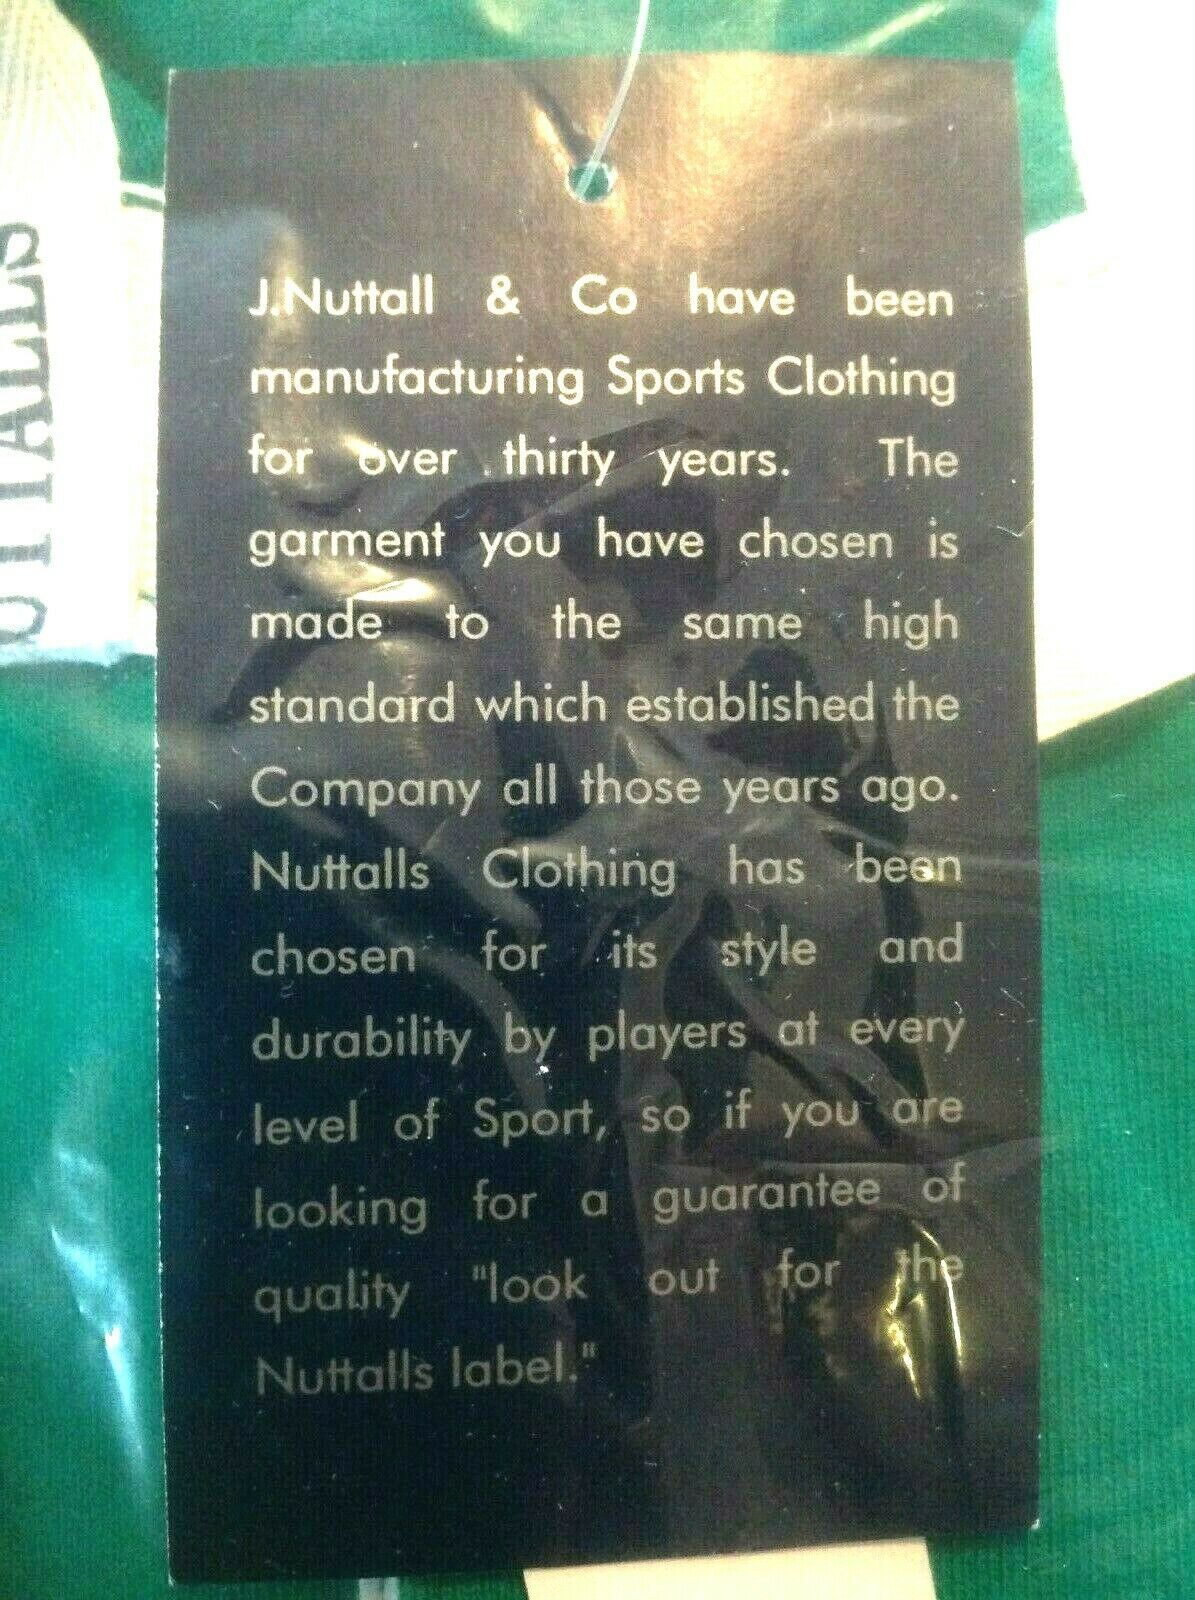 J.Nuttall & Co have been
manufacturing Sports Clothing
for over thirty years. The
garment you have chosen is
made to the same high
standard which established the
Company all those years ago.
Nuttalls Clothing has been
chosen for its style and
durability by players at every
level of Sport, so if you are
looking for a guarantee of
quality "look out for the
Nuttalls label."